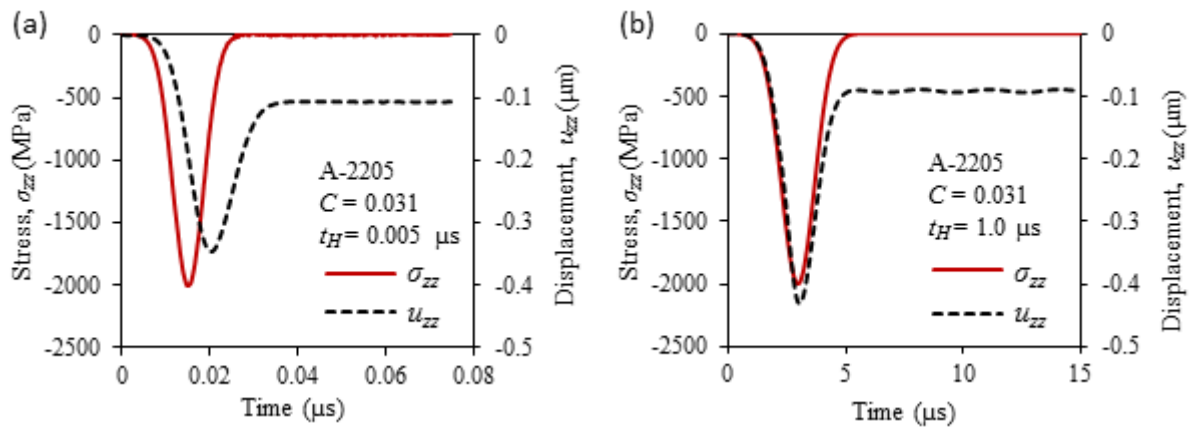 (a)
0
-500
-1000
-1500
-2000
-2500
Stress, σzz (MPa)
0
-0.1
-0.2
-0.3
-0.4
-0.5
Displacement, uzz (μm)
A-2205
C = 0.031
tH = 0.005 μs
σzz
uzz
0 0.02 0.04 0.06 0.08
Time (μs)
(b)
0
-500
-1000
-1500
-2000
-2500
Stress, σzz (MPa)
0
-0.1
-0.2
-0.3
-0.4
-0.5
Displacement, uzz (μm)
A-2205
C = 0.031
tH = 1.0 μs
σzz
uzz
0 5 10 15
Time (μs)